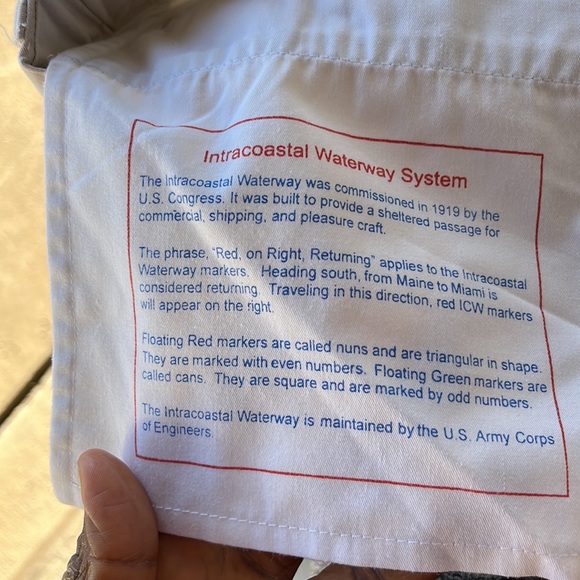 Intracoastal Waterway System
The Intracoastal Waterway was commissioned in 1919 by the
U.S. Congress. It was built to provide a sheltered passage for
commercial, shipping, and pleasure craft.
The phrase, "Red, on Right, Returning" applies to the Intracoastal
Waterway markers. Heading south, from Maine to Miami is
considered returning. Traveling in this direction, red ICW markers
will appear on the right.
Floating Red markers are called nuns and are triangular in shape.
They are marked with even numbers. Floating Green markers are
called cans. They are square and are marked by odd numbers.
The Intracoastal Waterway is maintained by the U.S. Army Corps
of Engineers.